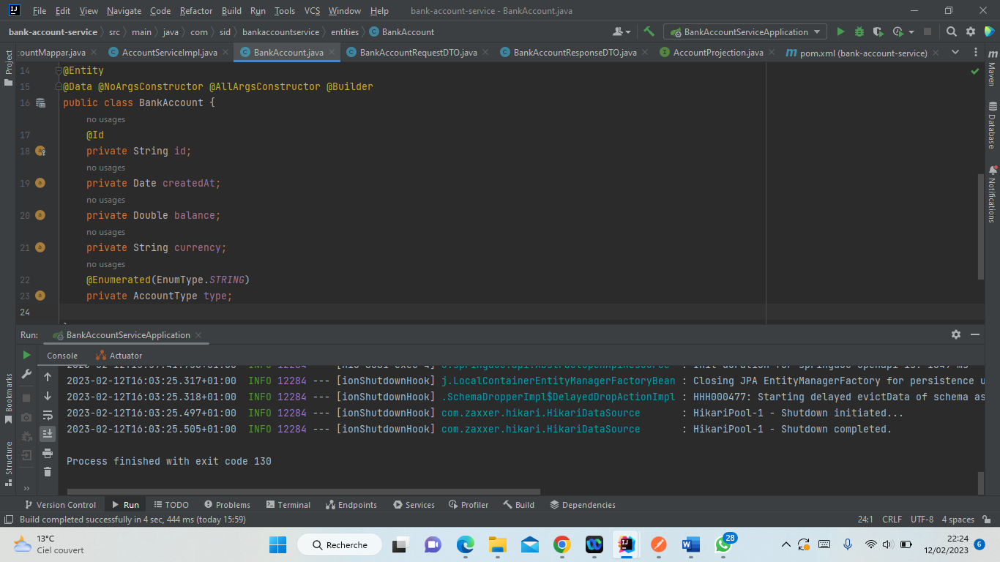 File Edit View Navigate Code Refactor Build Run Tools VCS Window Help bank-account-service - BankAccount.java
bank-account-service src main java com sid bankaccountservice entities BankAccount BankAccountServiceApplication
:ountMappar.java AccountServiceImpl.java BankAccount.java BankAccountRequestDTO.java BankAccountResponseDTO.java AccountProjection.java pom.xml (bank-account-service)
Project
Bookmarks
Structure
Maven
Database
Notifications
14 @Entity
15 @Data @NoArgsConstructor @AllArgsConstructor @Builder
16 public class BankAccount {
no usages
17 @Id
18 private String id;
no usages
19 private Date createdAt;
no usages
20 private Double balance;
no usages
21 private String currency;
no usages
22 @Enumerated(EnumType.STRING)
23 private AccountType type;
24
Run: BankAccountServiceApplication
Console Actuator
2023-02-12T16:03:25.317+01:00 INFO 12284 --- [ionShutdownHook] j.LocalContainerEntityManagerFactoryBean : Closing JPA EntityManagerFactory for persistence u
2023-02-12T16:03:25.318+01:00 INFO 12284 --- [ionShutdownHook] .SchemaDropperImpl$DelayedDropActionImpl : HHH000477: Starting delayed evictData of schema as
2023-02-12T16:03:25.497+01:00 INFO 12284 --- [ionShutdownHook] com.zaxxer.hikari.HikariDataSource : HikariPool-1 - Shutdown initiated...
2023-02-12T16:03:25.505+01:00 INFO 12284 --- [ionShutdownHook] com.zaxxer.hikari.HikariDataSource : HikariPool-1 - Shutdown completed.
Process finished with exit code 130
Version Control Run TODO Problems Terminal Endpoints Services Profiler Build Dependencies
Build completed successfully in 4 sec, 444 ms (today 15:59) 24:1 CRLF UTF-8 4 spaces
13°C
Ciel couvert
Recherche
28
22:24
12/02/2023
6